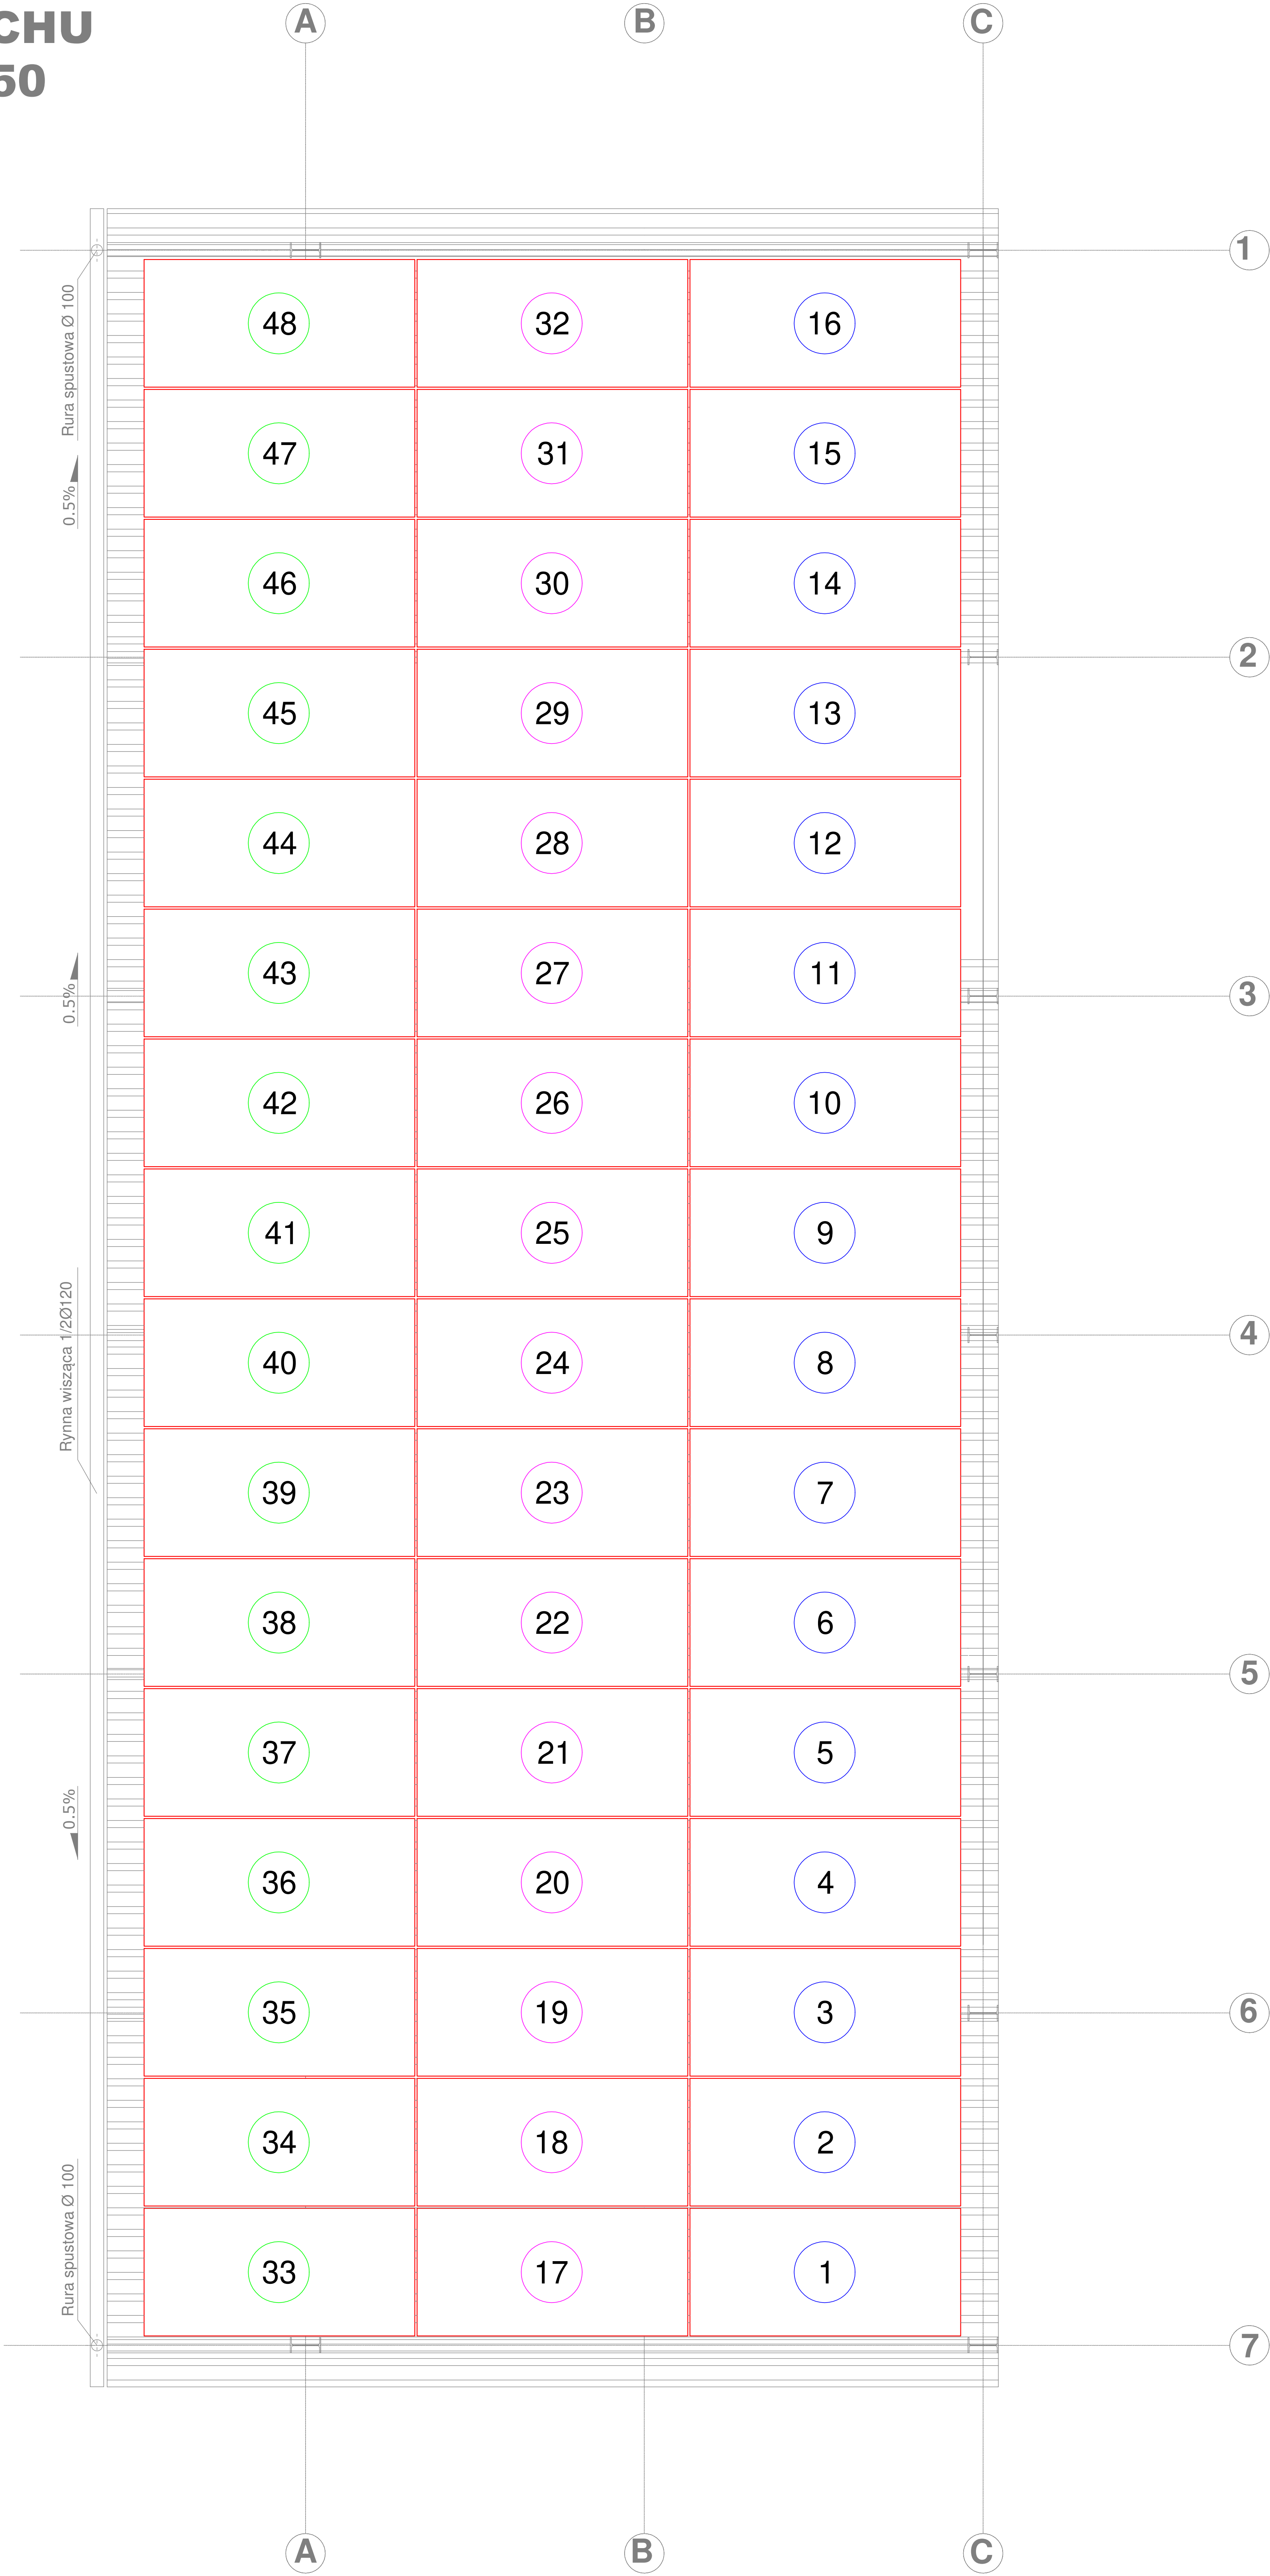 CHU
50
A B C
1
Rura spustowa Ø 100
48 32 16
47 31 15
0.5%
46 30 14
2
45 29 13
44 28 12
43 27 11
0.5%
3
42 26 10
41 25 9
Rynna wisząca 1/2Ø120
4
40 24 8
39 23 7
38 22 6
5
37 21 5
0.5%
36 20 4
35 19 3
6
34 18 2
Rura spustowa Ø 100
33 17 1
7
A B C